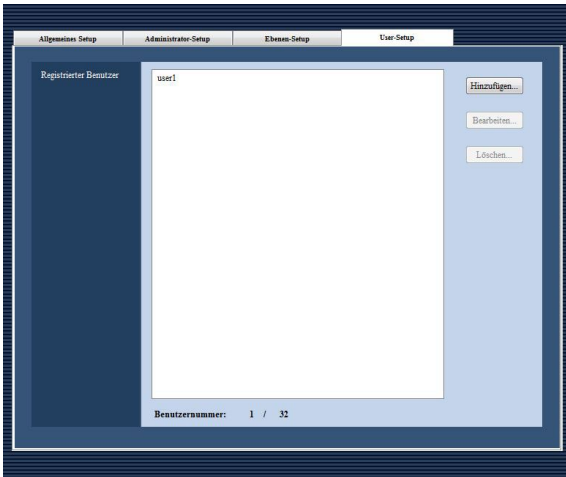 Allgemeines Setup Administrator-Setup Ebenen-Setup User-Setup
Registrierter Benutzer
user1
Hinzufügen...
Bearbeiten...
Löschen...
Benutzernummer: 1 / 32